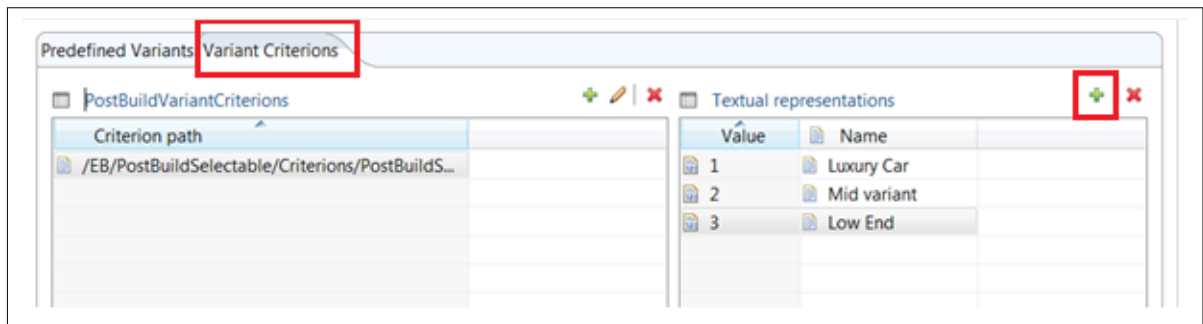 Predefined Variants Variant Criterions
PostBuildVariantCriterions
Textual representations
Criterion path
Value Name
/EB/PostBuildSelectable/Criterions/PostBuildS...
1 Luxury Car
2 Mid variant
3 Low End